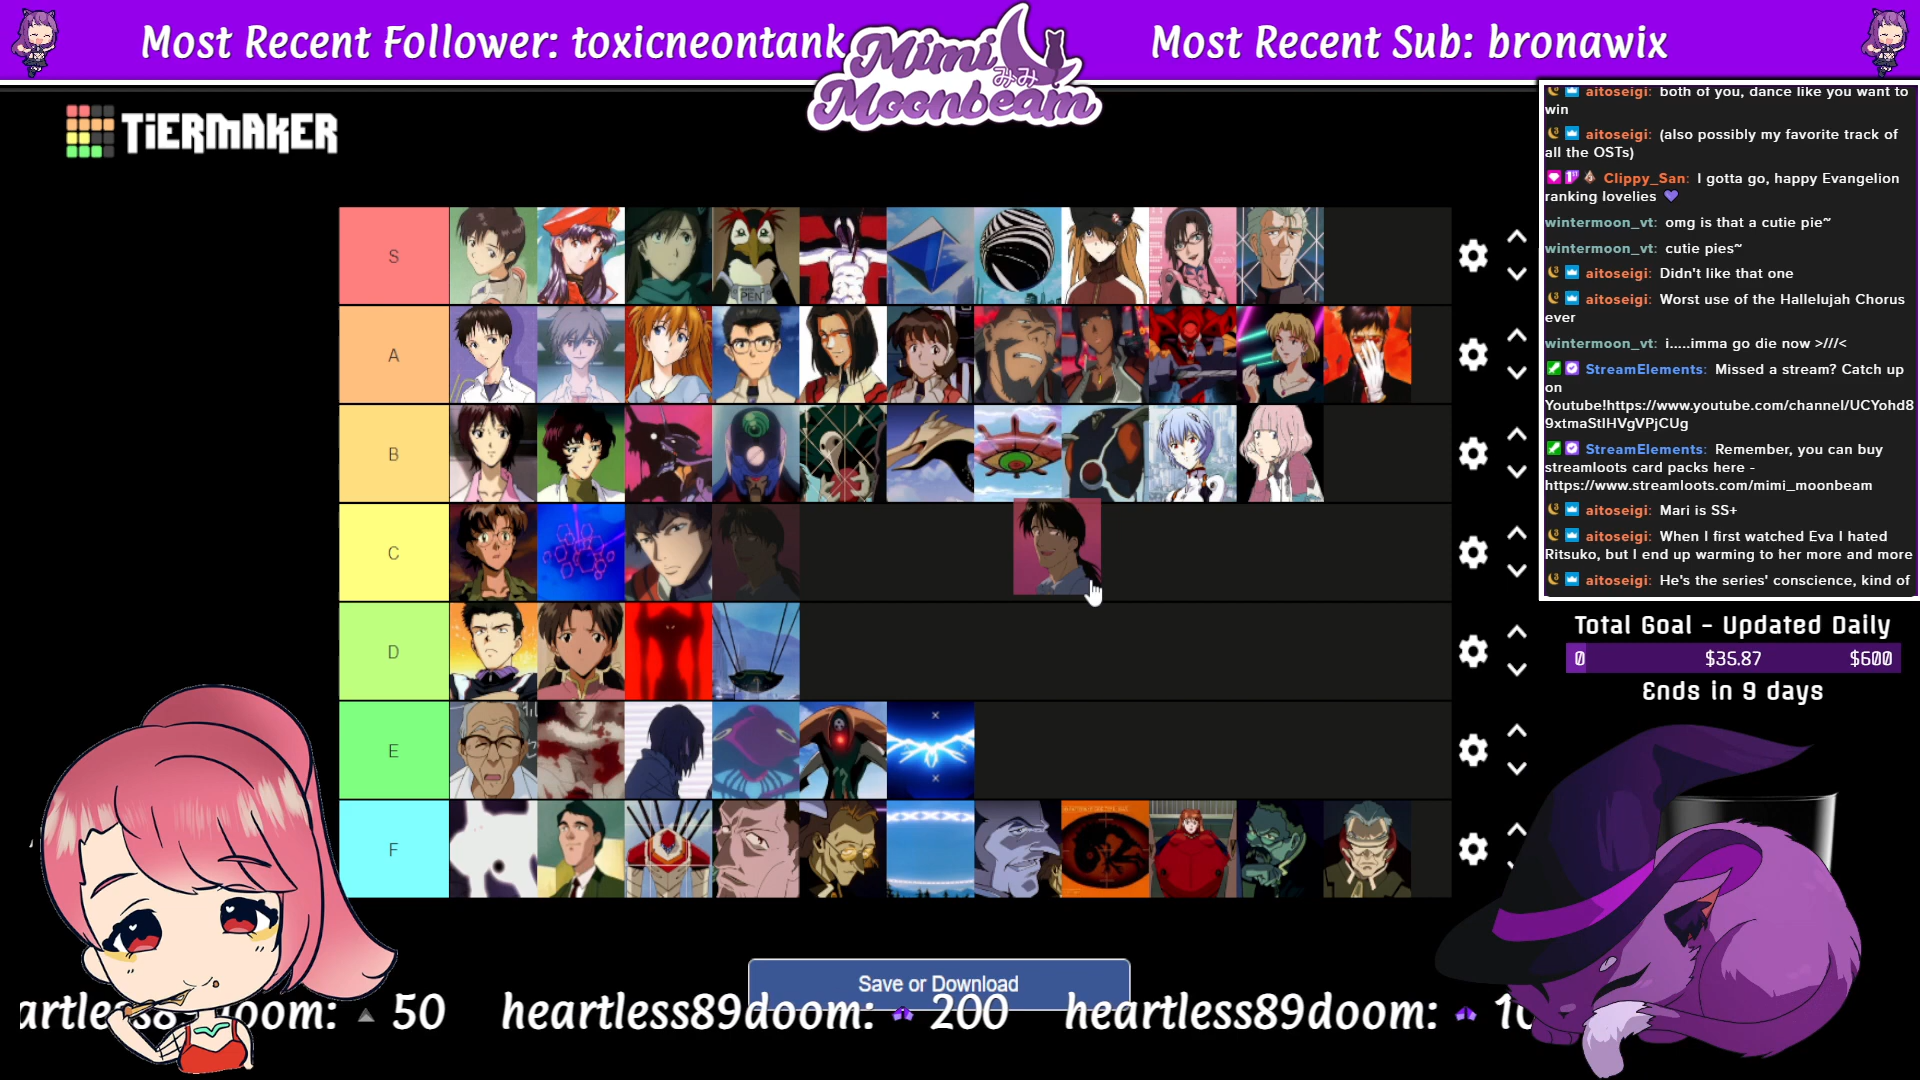 Most Recent Follower: toxicneontank
Mimi
みみ
Moonbeam
Most Recent Sub: bronawix
TiERMAKER
S
A
B
C
D
E
F
PEN
aitoseigi: both of you, dance like you want to
win
aitoseigi: (also possibly my favorite track of
all the OSTs)
Clippy_San: I gotta go, happy Evangelion
ranking lovelies 💜
wintermoon_vt: omg is that a cutie pie~
wintermoon_vt: cutie pies~
aitoseigi: Didn't like that one
aitoseigi: Worst use of the Hallelujah Chorus
ever
wintermoon_vt: i.....imma go die now >///<
StreamElements: Missed a stream? Catch up
on
Youtube!https://www.youtube.com/channel/UCYohd8
9xtmaStlHVgVPjCUg
StreamElements: Remember, you can buy
streamloots card packs here -
https://www.streamloots.com/mimi_moonbeam
aitoseigi: Mari is SS+
aitoseigi: When I first watched Eva I hated
Ritsuko, but I end up warming to her more and more
aitoseigi: He's the series' conscience, kind of
Total Goal - Updated Daily
0 $35.87 $600
Ends in 9 days
Save or Download
50 heartless89doom: 200 heartless89doom: